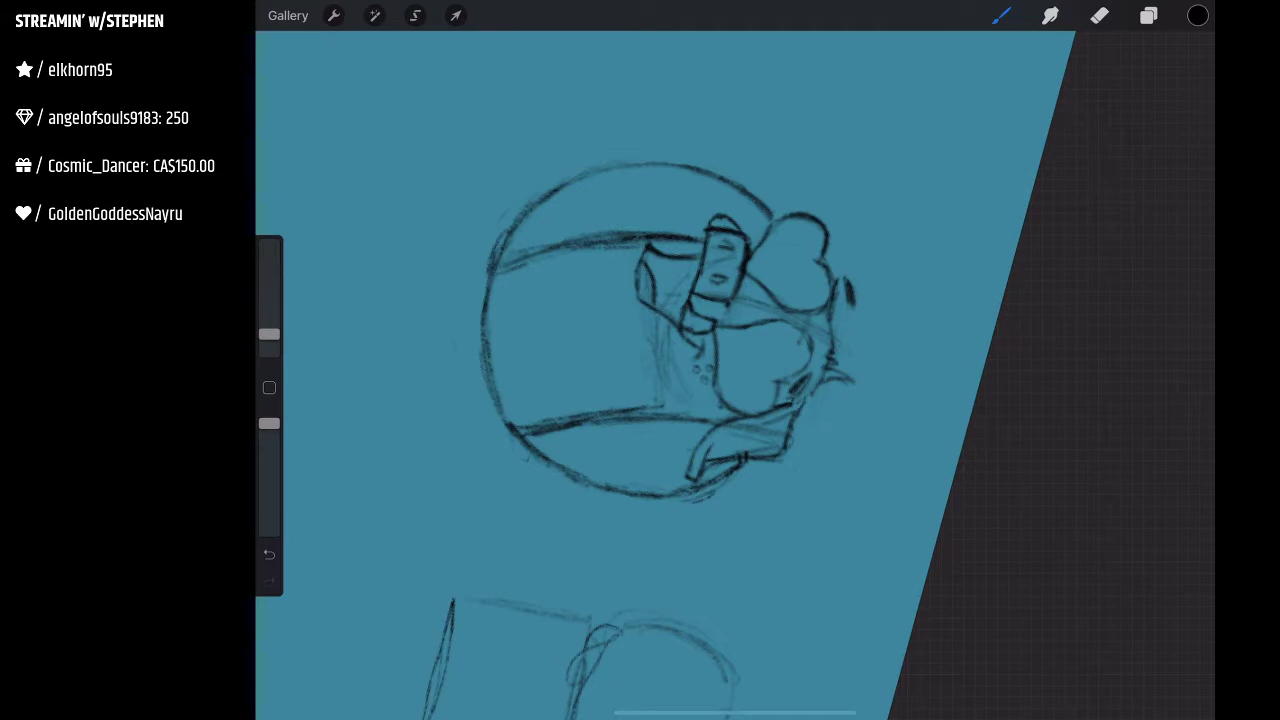 STREAMIN' w/STEPHEN
/ elkhorn95
/ angelofsouls9183: 250
/ Cosmic_Dancer: CA$150.00
/ GoldenGoddessNayru
Gallery